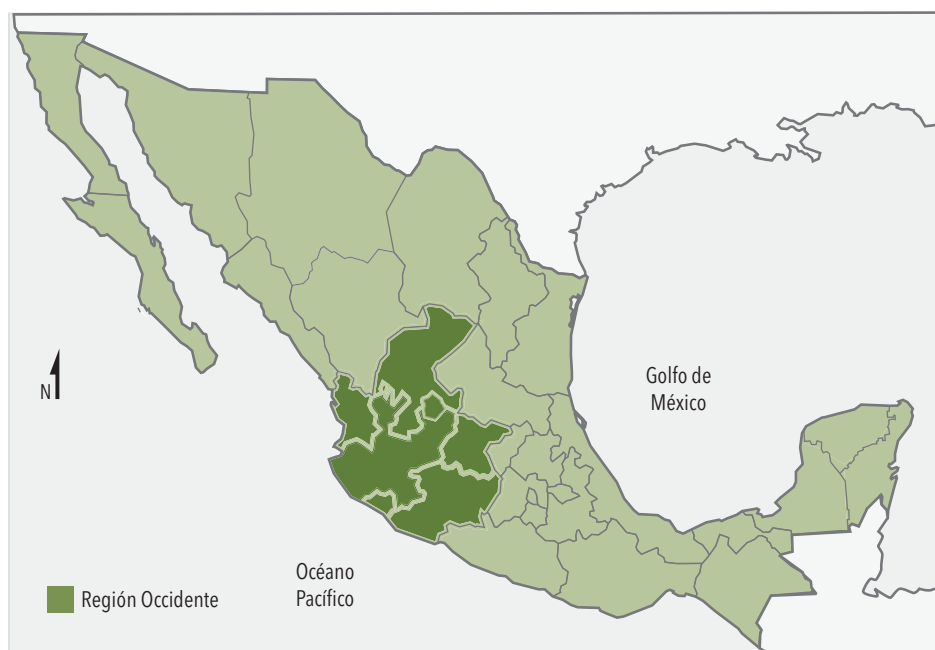 Golfo de
México
N
Océano
Pacífico
Región Occidente